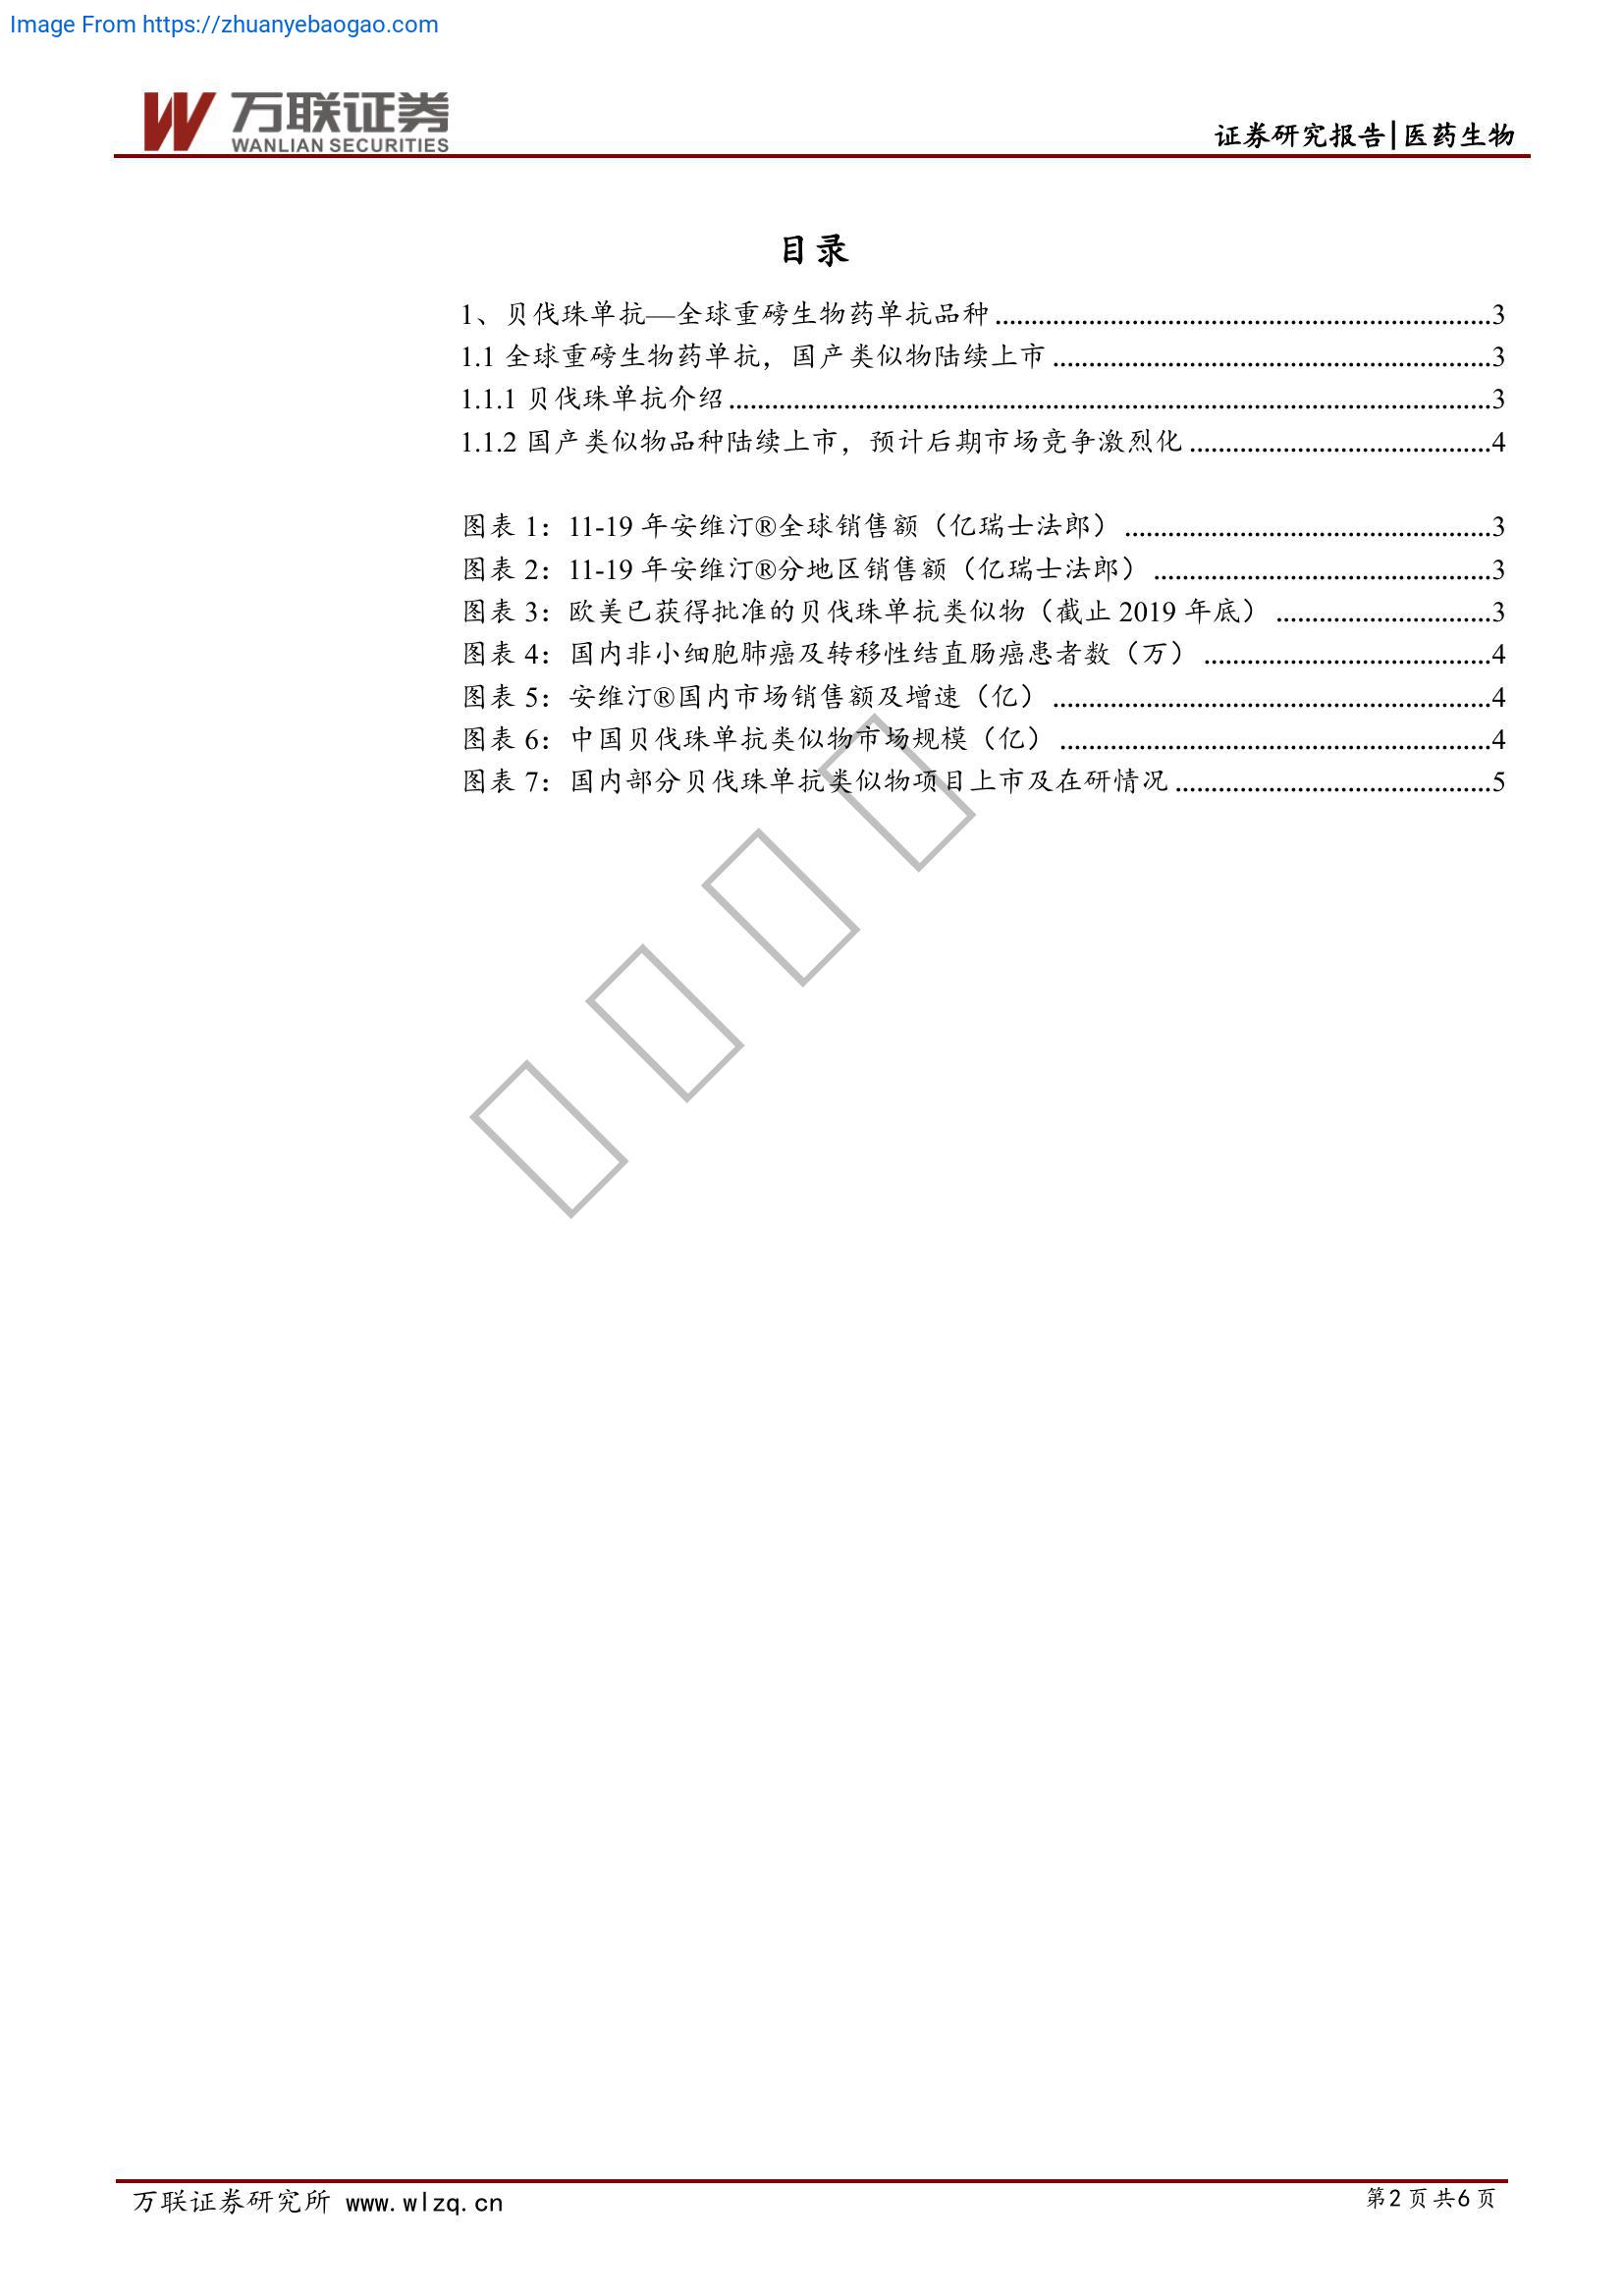 Image From https://zhuanyebaogao.com
万联证券
WANLIAN SECURITIES
证券研究报告|医药生物
目录
1、贝伐珠单抗—全球重磅生物药单抗品种......................................................................3
1.1 全球重磅生物药单抗，国产类似物陆续上市..............................................................3
1.1.1 贝伐珠单抗介绍..........................................................................................................3
1.1.2 国产类似物品种陆续上市，预计后期市场竞争激烈化..........................................4
图表 1：11-19 年安维汀®全球销售额（亿瑞士法郎）...................................................3
图表 2：11-19 年安维汀®分地区销售额（亿瑞士法郎）...............................................3
图表 3：欧美已获得批准的贝伐珠单抗类似物（截止 2019 年底）..............................3
图表 4：国内非小细胞肺癌及转移性结直肠癌患者数（万）........................................4
图表 5：安维汀®国内市场销售额及增速（亿）.............................................................4
图表 6：中国贝伐珠单抗类似物市场规模（亿）............................................................4
图表 7：国内部分贝伐珠单抗类似物项目上市及在研情况............................................5
万联证券研究所 www.wlzq.cn
第2页共6页